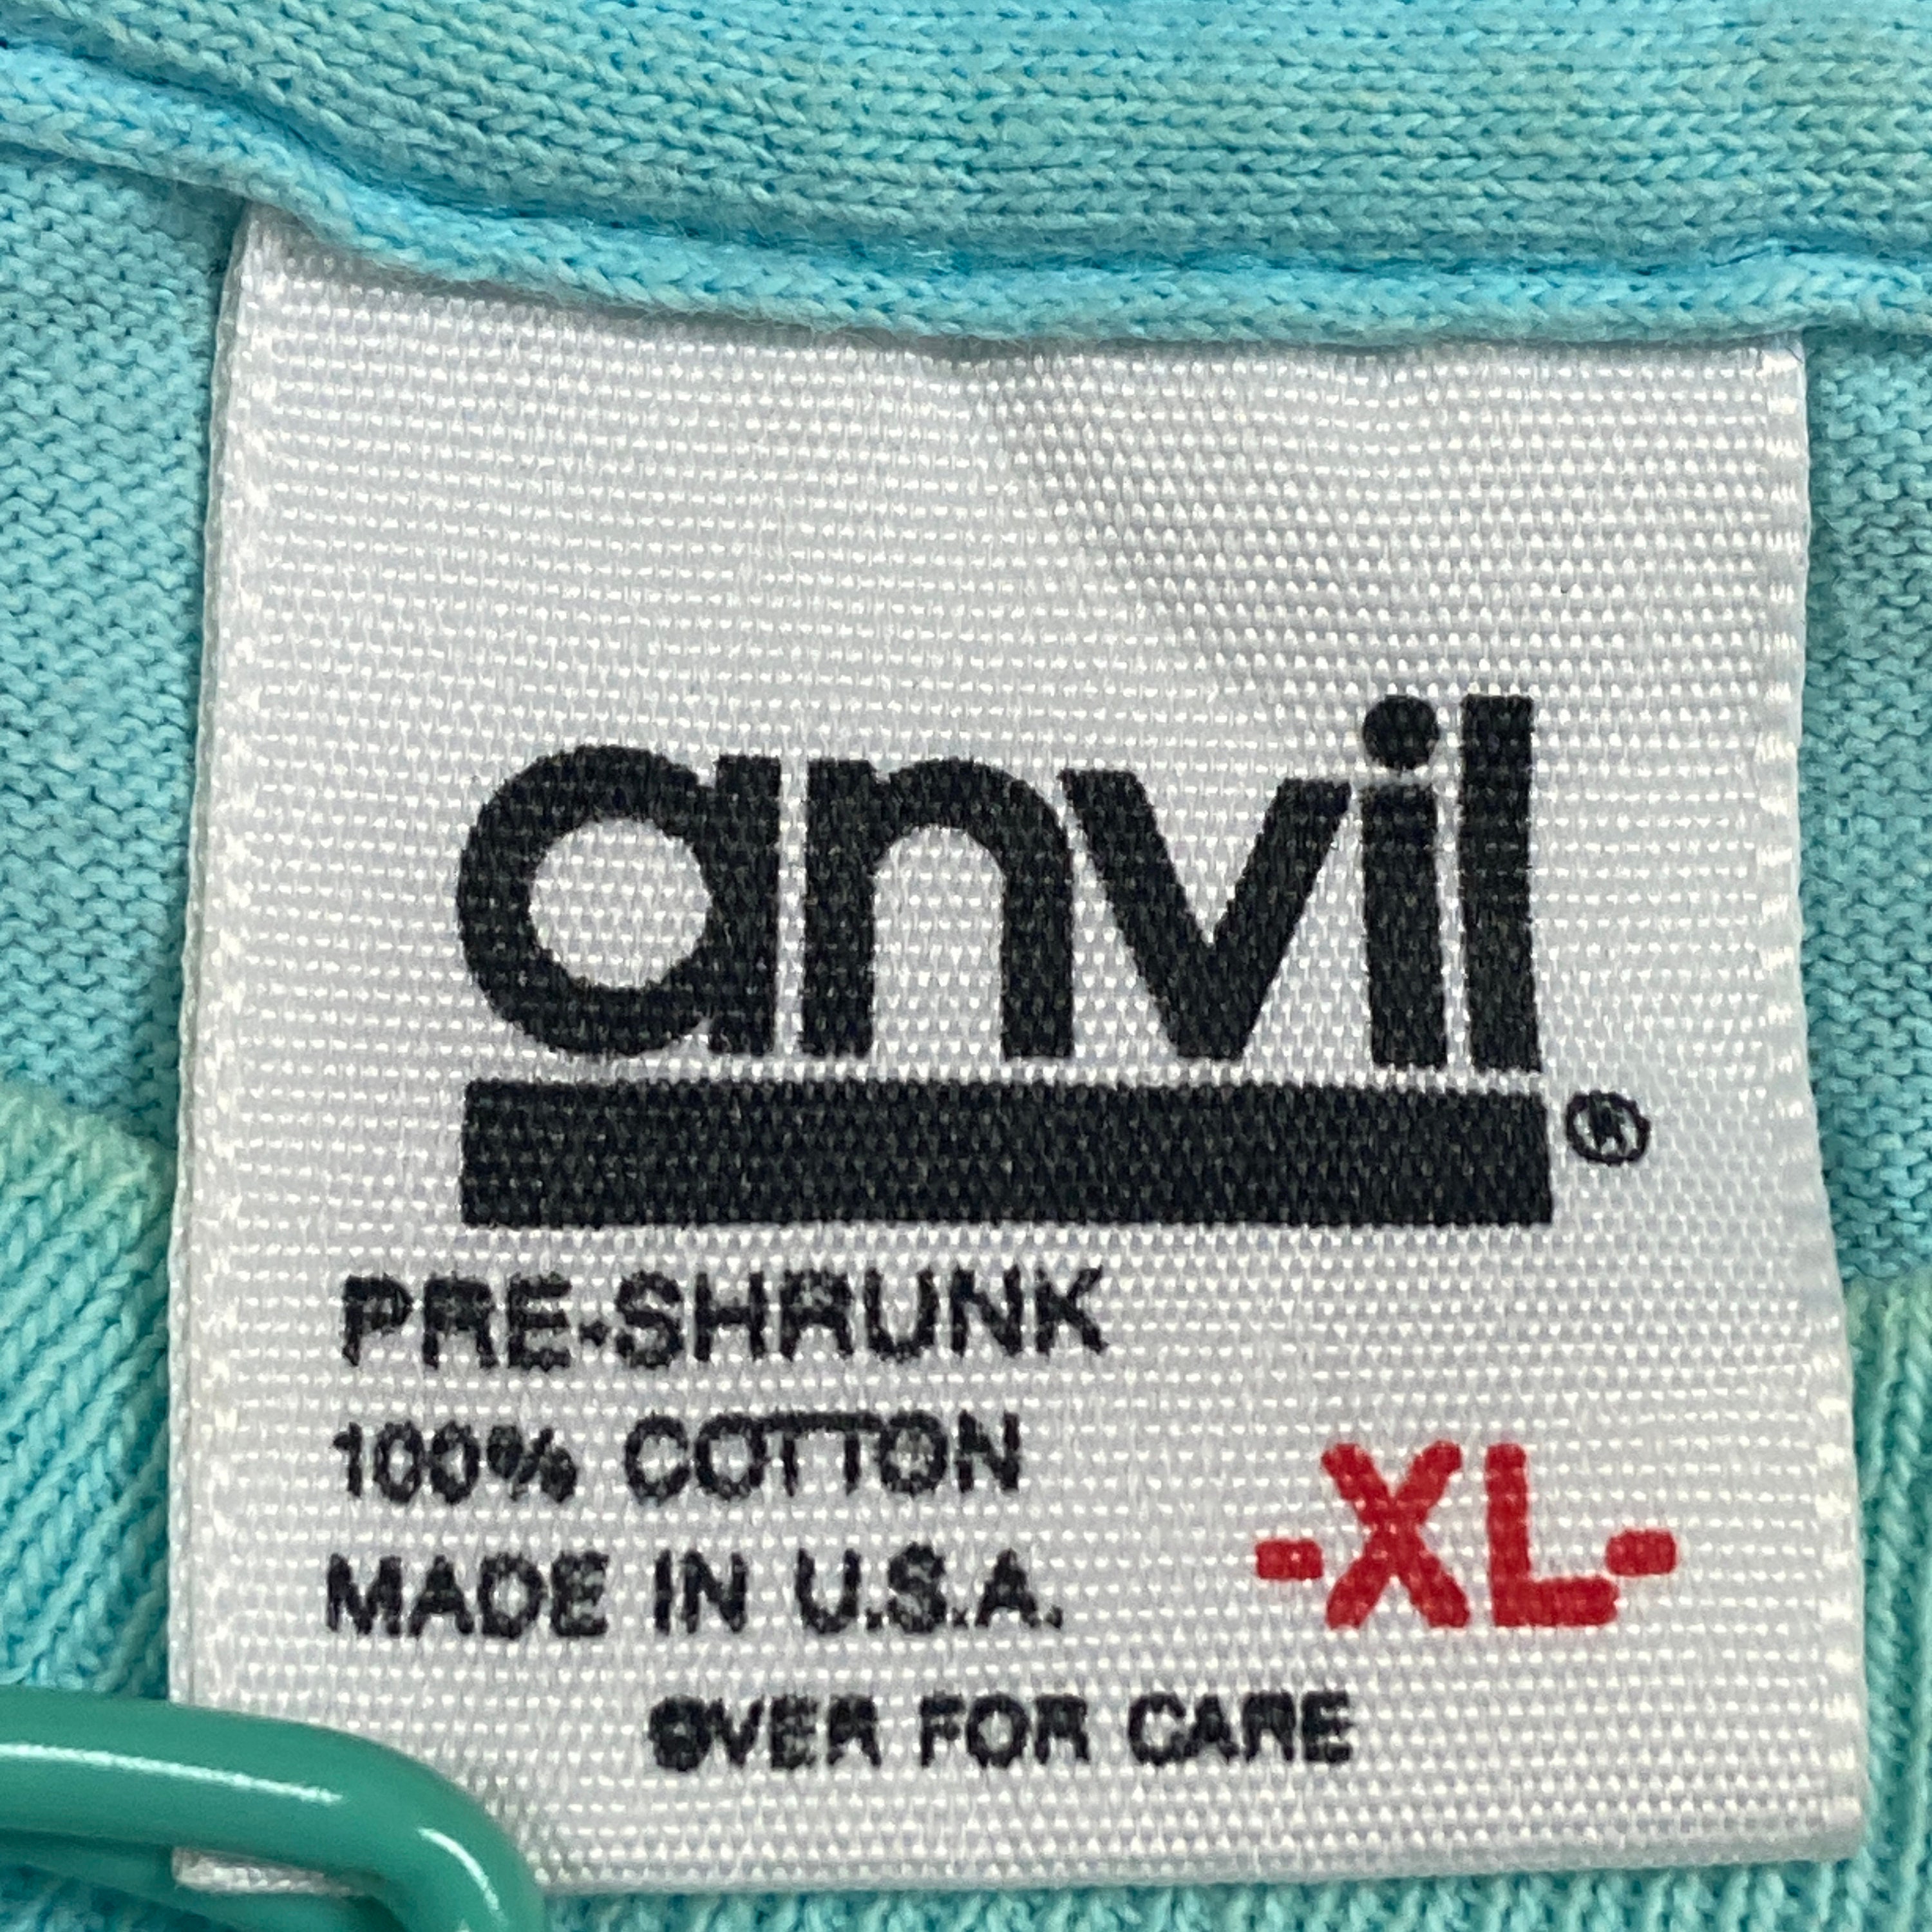 anvil
®
PRE-SHRUNK
100% COTTON
MADE IN U.S.A.
-XL-
OVER FOR CARE